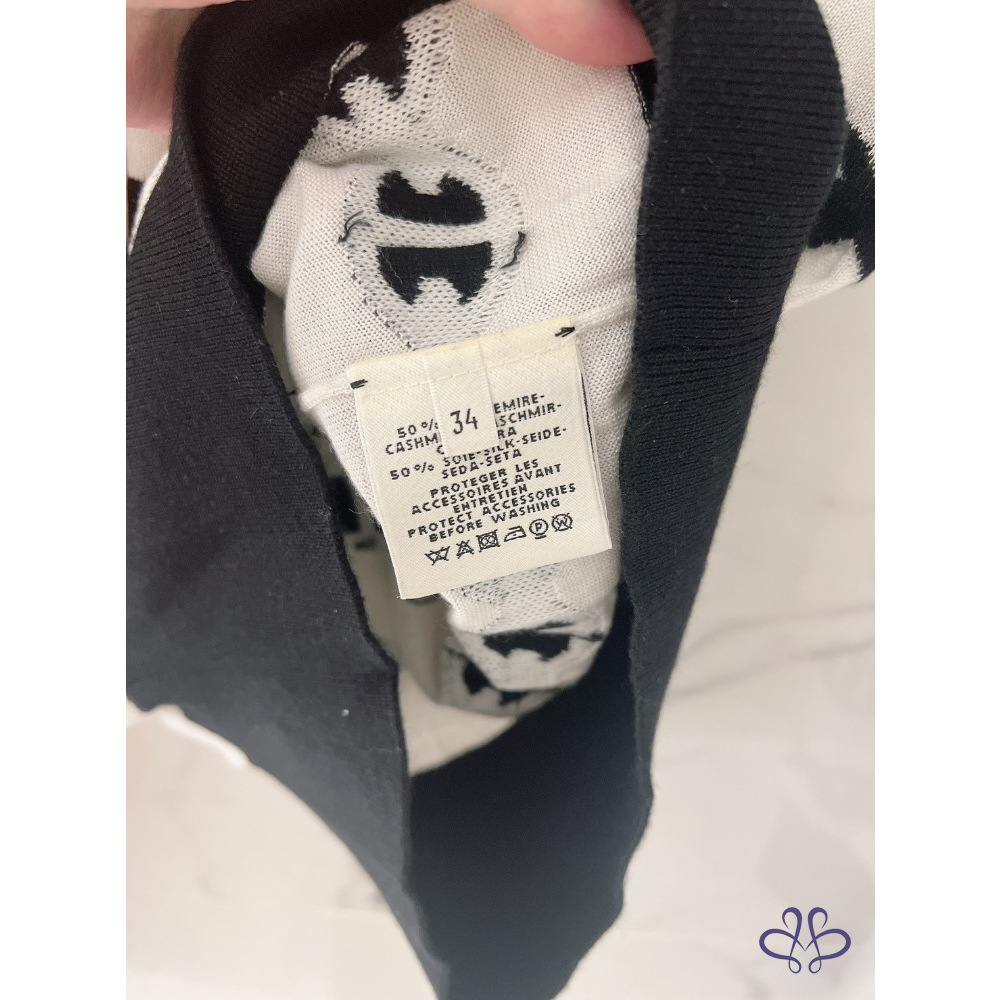 34
50 % EMIRE-
CASHM SCHMIR-
RA
50 % SOIE-SILK-SEIDE-
SEDA-SETA
PROTEGER LES
ACCESSOIRES AVANT
ENTRETIEN
PROTECT ACCESSORIES
BEFORE WASHING
P W